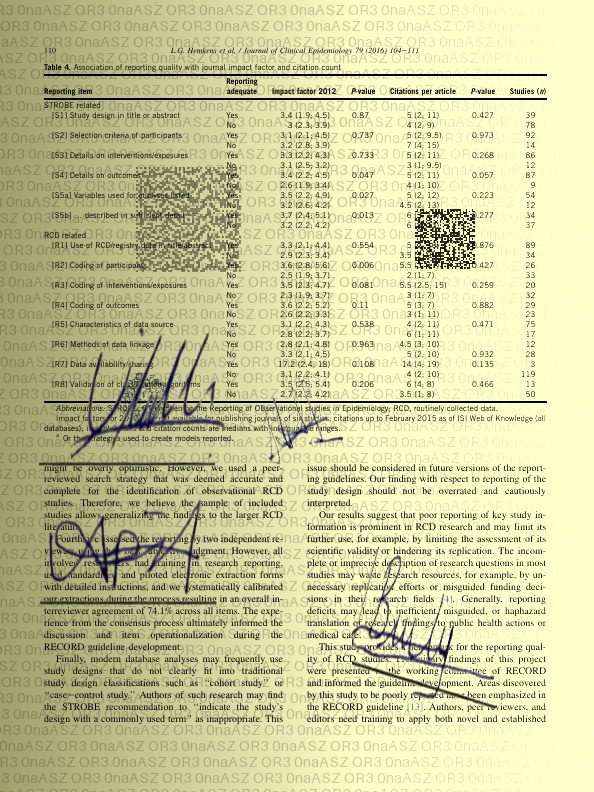 110
L.G. Hemkens et al. / Journal of Clinical Epidemiology 79 (2016) 104—111
Table 4. Association of reporting quality with journal impact factor and citation count
Reporting item Reporting adequate Impact factor 2012 P-value Citations per article P-value Studies (n)
STROBE related
[S1] Study design in title or abstract Yes 3.4 (1.9; 4.5) 0.87 5 (2; 11) 0.427 39
No 3 (2.3; 3.9) 4 (2; 9) 78
[S2] Selection criteria of participants Yes 3.1 (2.1; 4.5) 0.737 5 (2; 9.5) 0.973 92
No 3.2 (2.8; 3.9) 7 (4; 15) 14
[S3] Details on interventions/exposures Yes 3.3 (2.2; 4.3) 0.733 5 (2; 11) 0.268 86
No 3.1 (2.5; 3.2) 3 (1; 9.5) 12
[S4] Details on outcomes Yes 3.4 (2.2; 4.5) 0.047 5 (2; 11) 0.057 87
No 2.6 (1.9; 3.4) 4 (1; 10) 9
[S5a] Variables used for analyses listed Yes 3.5 (2.2; 4.9) 0.027 5 (2; 12) 0.223 54
No 3.2 (2.6; 4.2) 4.5 (2; 13) 12
[S5b] ... described in sufficient detail Yes 3.7 (2.4; 5.1) 0.013 6 .277 34
No 3.2 (2.2; 4.2) 6 37
RCD related
[R1] Use of RCD/registry data in title/abstract Yes 3.3 (2.1; 4.4) 0.554 5 .876 89
No 2.9 (2.3; 3.4) 3.5 34
[R2] Coding of participants Yes 3.6 (2.8; 5.6) 0.006 5.5 0.427 26
No 2.5 (1.9; 3.7) 2 (1; 7) 33
[R3] Coding of interventions/exposures Yes 3.5 (2.3; 4.7) 0.081 5.5 (2.5; 15) 0.259 20
No 2.3 (1.9; 3.7) 3 (1; 7) 32
[R4] Coding of outcomes Yes 3.6 (2.2; 5.2) 0.11 5 (3; 7) 0.882 29
No 2.6 (2.2; 3.3) 3 (1; 11) 23
[R5] Characteristics of data source Yes 3.1 (2.2; 4.3) 0.538 4 (2; 11) 0.471 75
No 2.8 (2.2; 3.7) 6 (1; 11) 17
[R6] Methods of data linkage Yes 2.8 (2.1; 4.8) 0.963 4.5 (3; 10) 12
No 3.3 (2.1; 4.5) 5 (2; 10) 0.932 28
[R7] Data availability/sharing Yes 17.2 (2.4; 18) 0.108 14 (4; 19) 0.135 3
No 3.1 (2.2; 4.1) 4 (2; 10) 119
[R8] Validation of algorithms Yes 3.5 (2.6; 5.4) 0.206 6 (4; 8) 0.466 13
No 2.7 (2.2; 4.2) 3.5 (1; 8) 50
Abbreviations: the Reporting of Observational studies in Epidemiology; RCD, routinely collected data.
Impact factor for available for publishing journals of six studies; citations up to February 2015 as of ISI Web of Knowledge (all
databases); and citation counts are medians with interquartile ranges.
a Or the strategies used to create models reported.
might be overly optimistic. However, we used a peer-
reviewed search strategy that was deemed accurate and
complete for the identification of observational RCD
studies. Therefore, we believe the sample of included
studies allows generalizing the findings to the larger RCD
literature.
Fourth, we assessed the reporting by two independent re-
viewers using judgment. However, all
involved researchers had training in research reporting,
standardized and piloted electronic extraction forms
with detailed instructions, and we systematically calibrated
our extractions during the process resulting in an overall in-
terreviewer agreement of 74.1% across all items. The expe-
rience from the consensus process ultimately informed the
discussion and item operationalization during the
RECORD guideline development.
Finally, modern database analyses may frequently use
study designs that do not clearly fit into traditional
study design classifications such as “cohort study,” or
“case–control study.” Authors of such research may find
the STROBE recommendation to “indicate the study's
design with a commonly used term” as inappropriate. This
issue should be considered in future versions of the report-
ing guidelines. Our finding with respect to reporting of the
study design should not be overrated and cautiously
interpreted.
Our results suggest that poor reporting of key study in-
formation is prominent in RCD research and may limit its
further use, for example, by limiting the assessment of its
scientific validity or hindering its replication. The incom-
plete or imprecise description of research questions in most
studies may waste research resources, for example, by un-
necessary replication efforts or misguided funding deci-
sions in their research fields [4]. Generally, reporting
deficits may lead to inefficient, misguided, or haphazard
translation of research findings to public health actions or
medical care.
This study provides a benchmark for the reporting qual-
ity of RCD studies. findings of this project
were presented to the working committee of RECORD
and informed the guideline development. Areas discovered
by this study to be poorly reported have been emphasized in
the RECORD guideline [13]. Authors, peer reviewers, and
editors need training to apply both novel and established